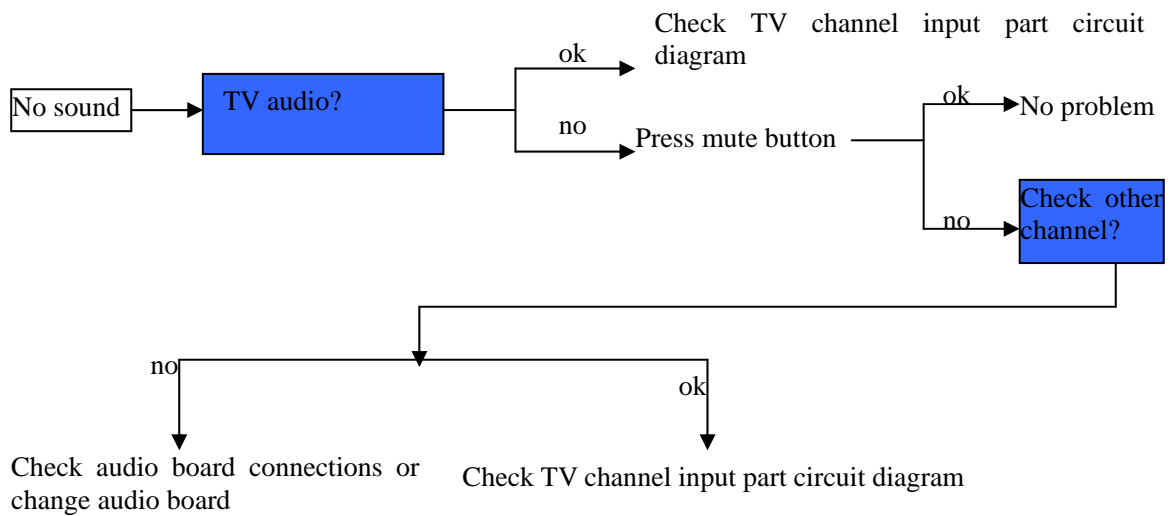 Check TV channel input part circuit
diagram
ok
No sound
TV audio?
no
Press mute button
ok
No problem
no
Check other
channel?
no
ok
Check audio board connections or
change audio board
Check TV channel input part circuit diagram